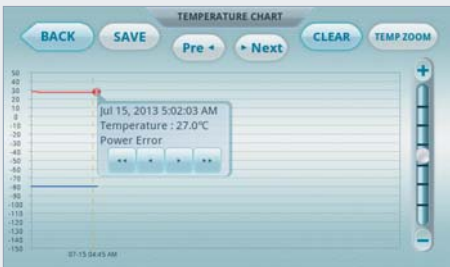 TEMPERATURE CHART
BACK
SAVE
Pre
Next
CLEAR
TEMP ZOOM
Jul 15, 2013 5:02:03 AM
Temperature : 27.0℃
Power Error
50
40
30
20
10
0
-10
-20
-30
-40
-50
-60
-70
-80
-90
-100
-110
-120
-130
-140
-150
07-15 04:45 AM